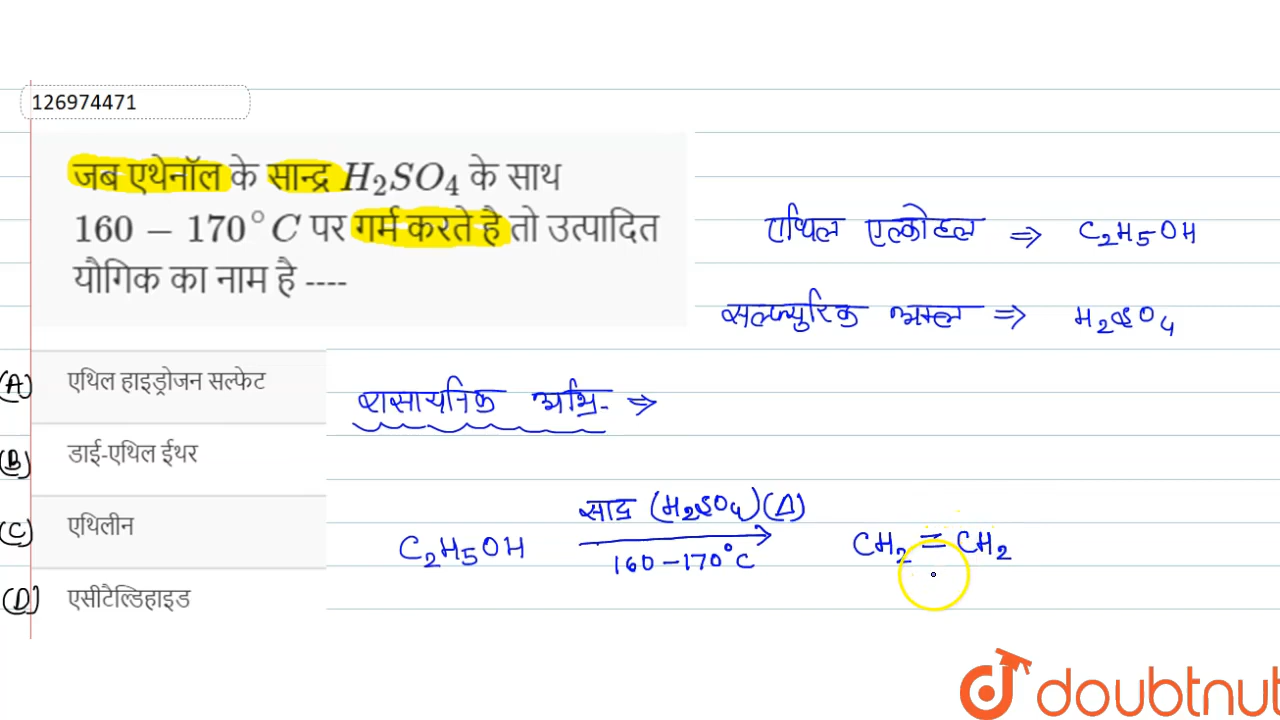 126974471
जब एथेनॉल के सान्द्र H₂SO₄ के साथ
160 − 170°C पर गर्म करते है तो उत्पादित
यौगिक का नाम है ----
एथिल एल्कोहल ⇒ C₂H₅OH
सल्फ्युरिक अम्ल ⇒ H₂SO₄
(A) एथिल हाइड्रोजन सल्फेट
(B) डाई-एथिल ईथर
(C) एथिलीन
(D) एसीटैल्डिहाइड
रासायनिक अभि- ⇒
साद्र (H₂SO₄) (Δ)
C₂H₅OH → CH₂ = CH₂
160 – 170°C
doubtnut